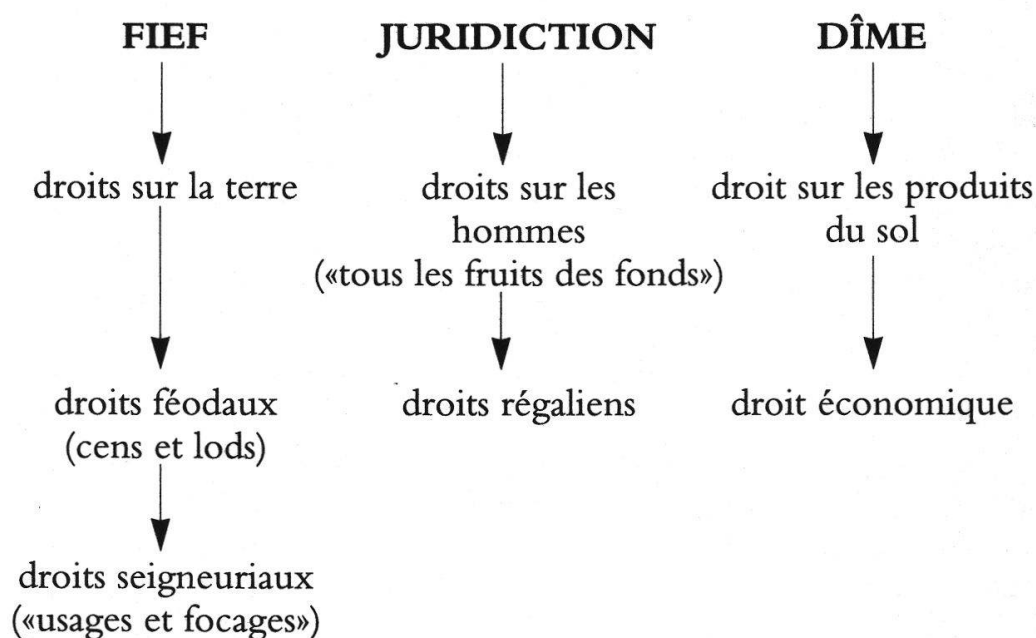 FIEF
droits sur la terre
droits féodaux
(cens et lods)
droits seigneuriaux
(«usages et focages»)
JURIDICTION
droits sur les
hommes
(«tous les fruits des fonds»)
droits régaliens
DÎME
droit sur les produits
du sol
droit économique